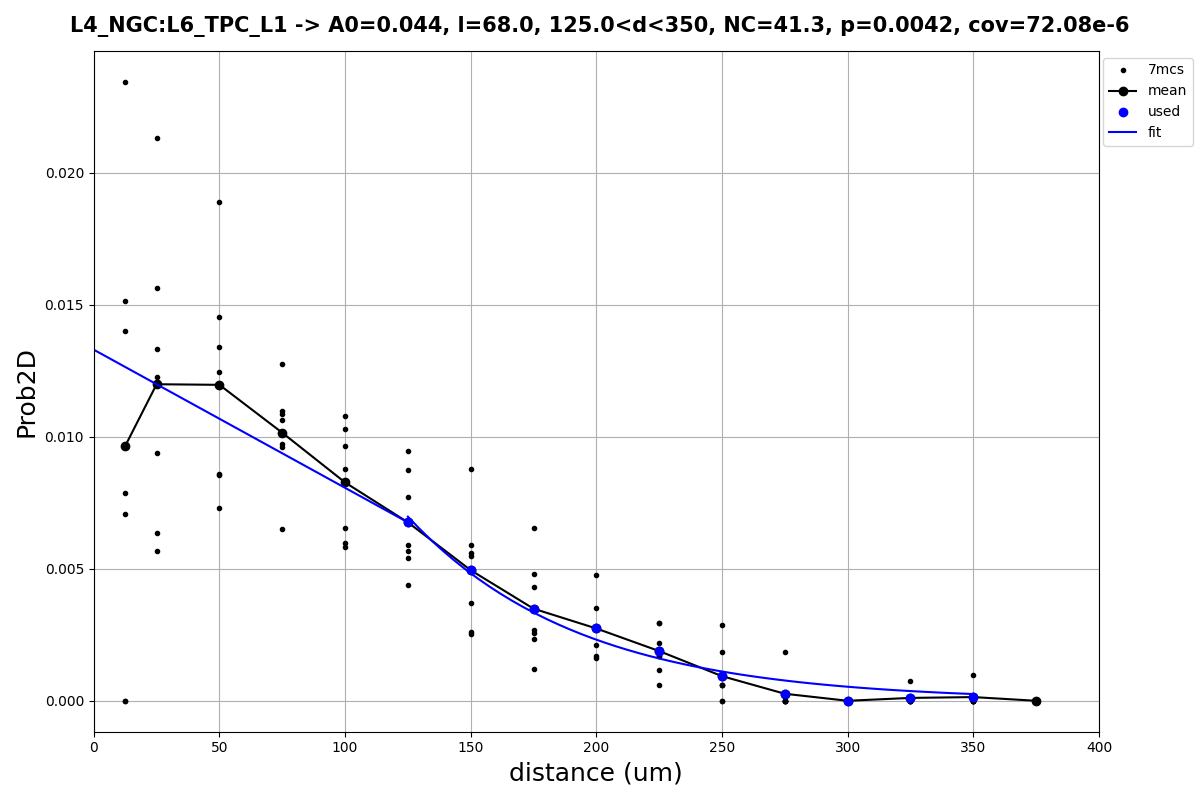 L4_NGC:L6_TPC_L1 -> A0=0.044, l=68.0, 125.0<d<350, NC=41.3, p=0.0042, cov=72.08e-6
7mcs
mean
used
fit
Prob2D
0.020
0.015
0.010
0.005
0.000
0 50 100 150 200 250 300 350 400
distance (um)